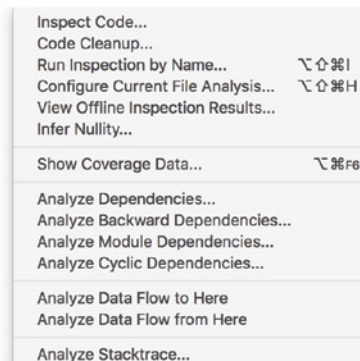 Inspect Code...
Code Cleanup...
Run Inspection by Name... ⌥⇧⌘I
Configure Current File Analysis... ⌥⇧⌘H
View Offline Inspection Results...
Infer Nullity...
Show Coverage Data... ⌥⌘F6
Analyze Dependencies...
Analyze Backward Dependencies...
Analyze Module Dependencies...
Analyze Cyclic Dependencies...
Analyze Data Flow to Here
Analyze Data Flow from Here
Analyze Stacktrace...